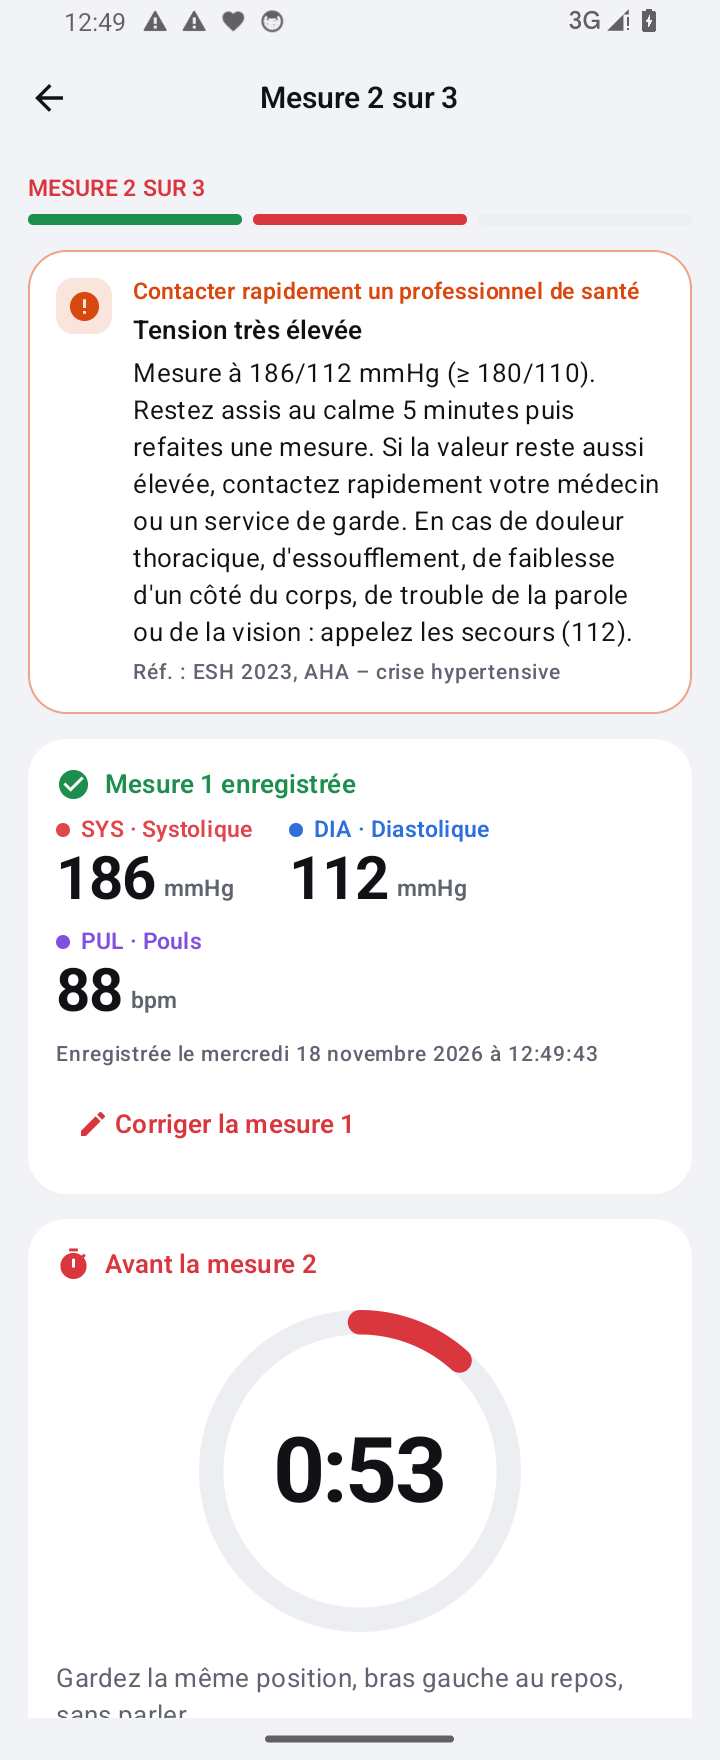 12:49
3G
Mesure 2 sur 3
MESURE 2 SUR 3
Contacter rapidement un professionnel de santé
Tension très élevée
Mesure à 186/112 mmHg (≥ 180/110).
Restez assis au calme 5 minutes puis
refaites une mesure. Si la valeur reste aussi
élevée, contactez rapidement votre médecin
ou un service de garde. En cas de douleur
thoracique, d'essoufflement, de faiblesse
d'un côté du corps, de trouble de la parole
ou de la vision : appelez les secours (112).
Réf. : ESH 2023, AHA – crise hypertensive
Mesure 1 enregistrée
SYS · Systolique DIA · Diastolique
186 mmHg 112 mmHg
PUL · Pouls
88 bpm
Enregistrée le mercredi 18 novembre 2026 à 12:49:43
Corriger la mesure 1
Avant la mesure 2
0:53
Gardez la même position, bras gauche au repos,
sans parler